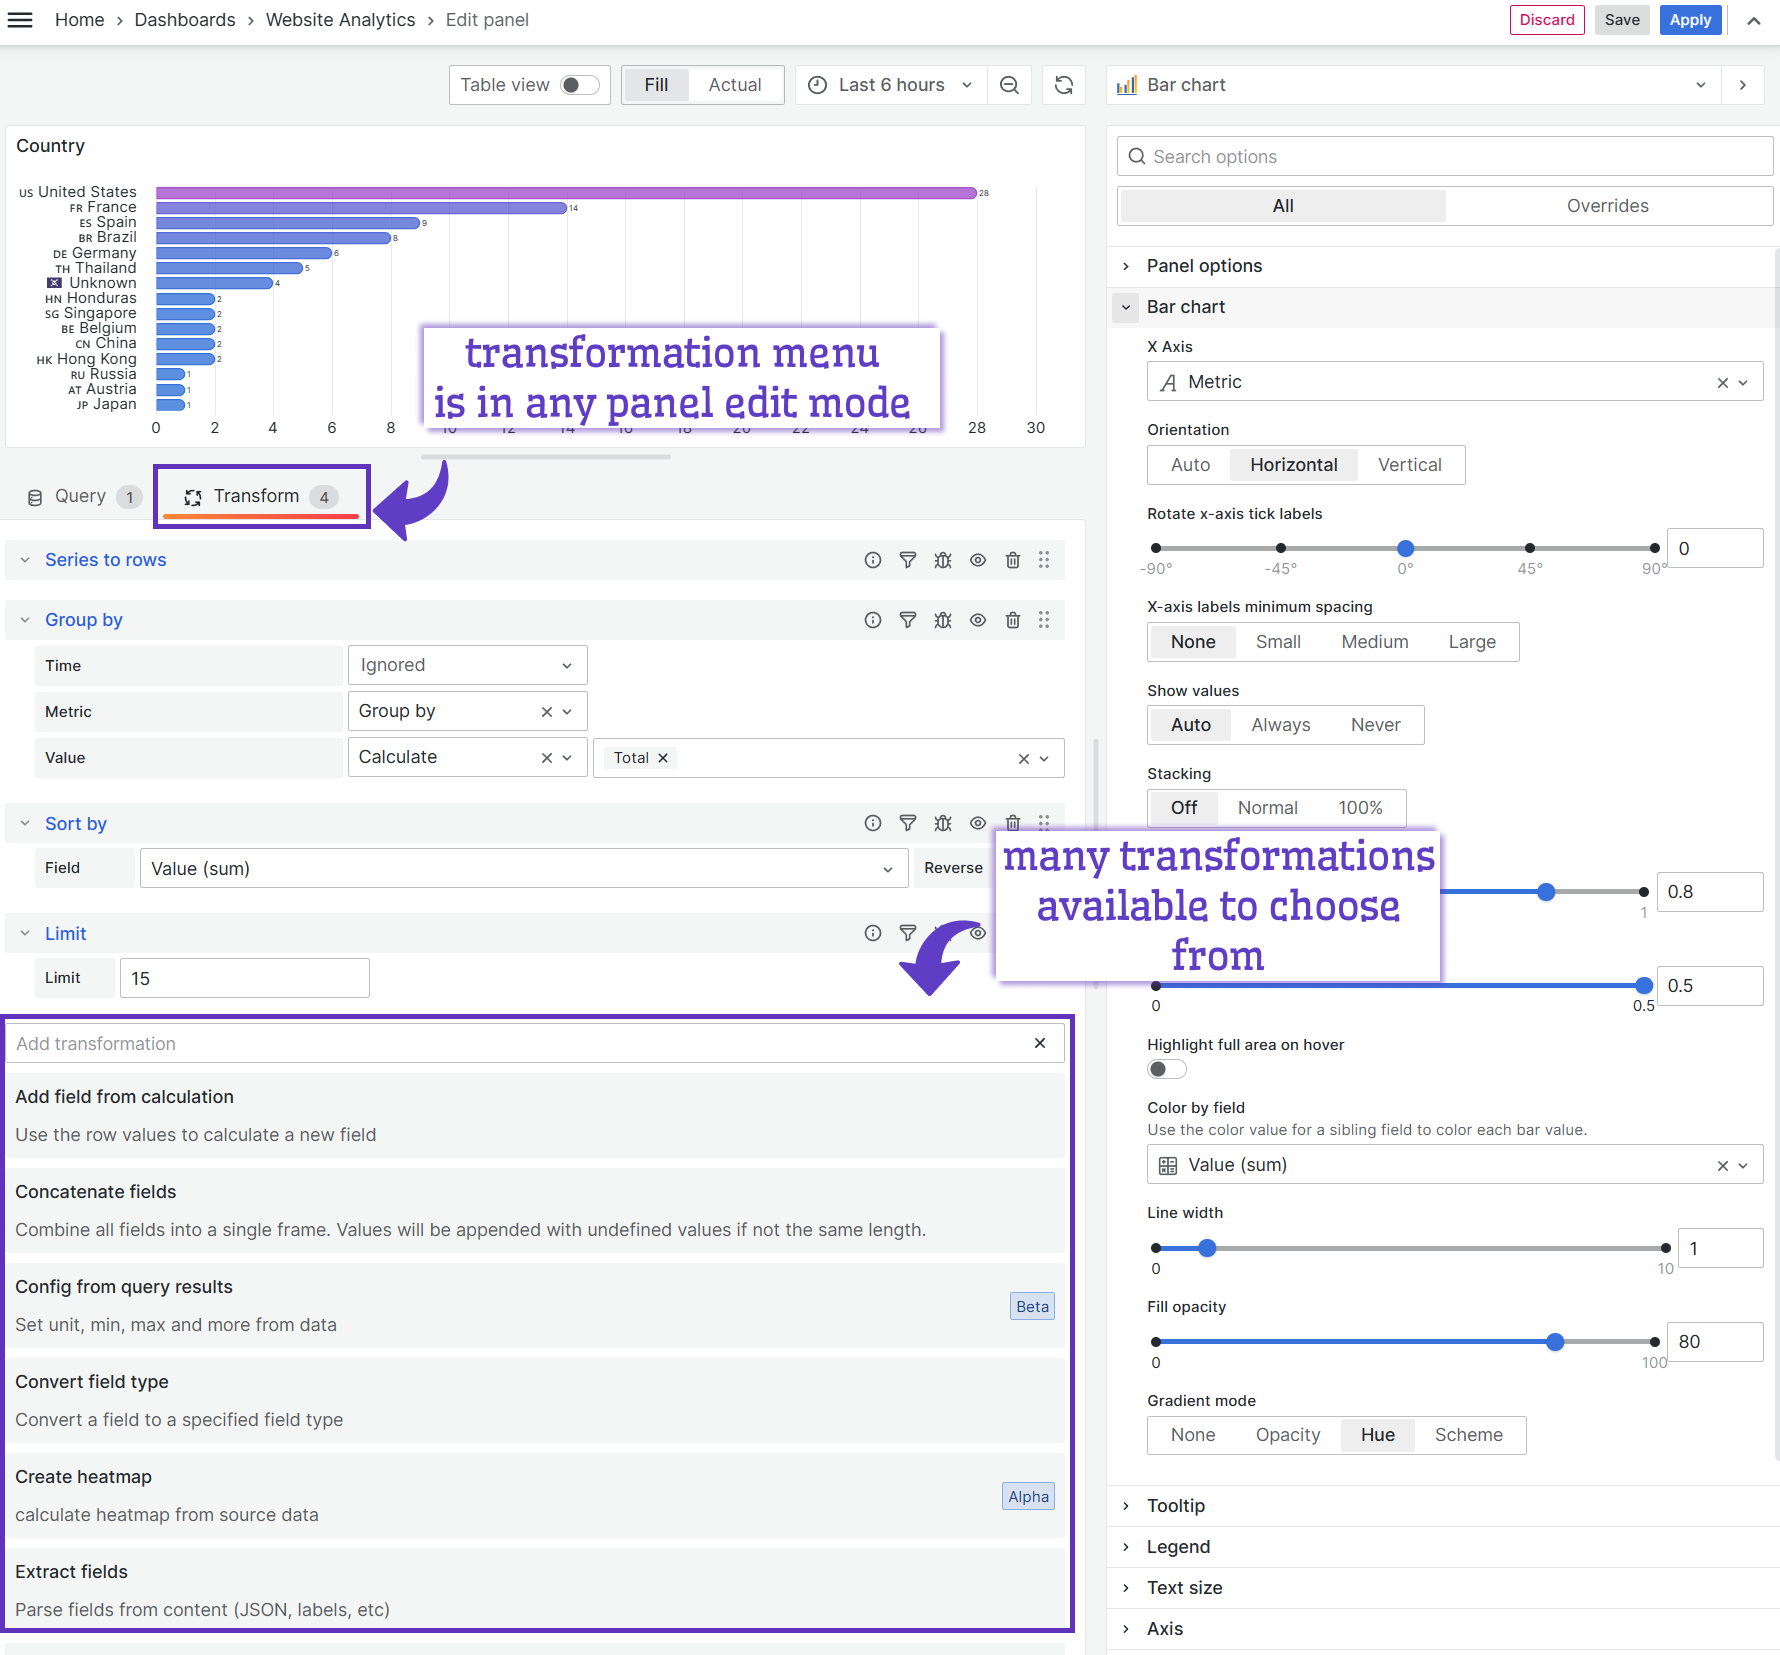 Home › Dashboards › Website Analytics › Edit panel
Discard Save Apply
Table view Fill Actual Last 6 hours
Bar chart
Country
US United States 28
FR France 14
ES Spain 9
BR Brazil 8
DE Germany 6
TH Thailand 5
Unknown 4
HN Honduras 2
SG Singapore 2
BE Belgium 2
CN China 2
HK Hong Kong 2
RU Russia 1
AT Austria 1
JP Japan 1
0 2 4 6 8 10 12 14 16 18 20 22 24 26 28 30
transformation menu
is in any panel edit mode
Query 1 Transform 4
Series to rows
Group by
Time Ignored
Metric Group by
Value Calculate Total
Sort by
Field Value (sum) Reverse
Limit
Limit 15
many transformations
available to choose
from
Add transformation
Add field from calculation
Use the row values to calculate a new field
Concatenate fields
Combine all fields into a single frame. Values will be appended with undefined values if not the same length.
Config from query results
Beta
Set unit, min, max and more from data
Convert field type
Convert a field to a specified field type
Create heatmap
Alpha
calculate heatmap from source data
Extract fields
Parse fields from content (JSON, labels, etc)
Search options
All Overrides
Panel options
Bar chart
X Axis
Metric
Orientation
Auto Horizontal Vertical
Rotate x-axis tick labels
0
-90° -45° 0° 45° 90°
X-axis labels minimum spacing
None Small Medium Large
Show values
Auto Always Never
Stacking
Off Normal 100%
0.8
1
0.5
0 0.5
Highlight full area on hover
Color by field
Use the color value for a sibling field to color each bar value.
Value (sum)
Line width
1
0 10
Fill opacity
80
0 100
Gradient mode
None Opacity Hue Scheme
Tooltip
Legend
Text size
Axis